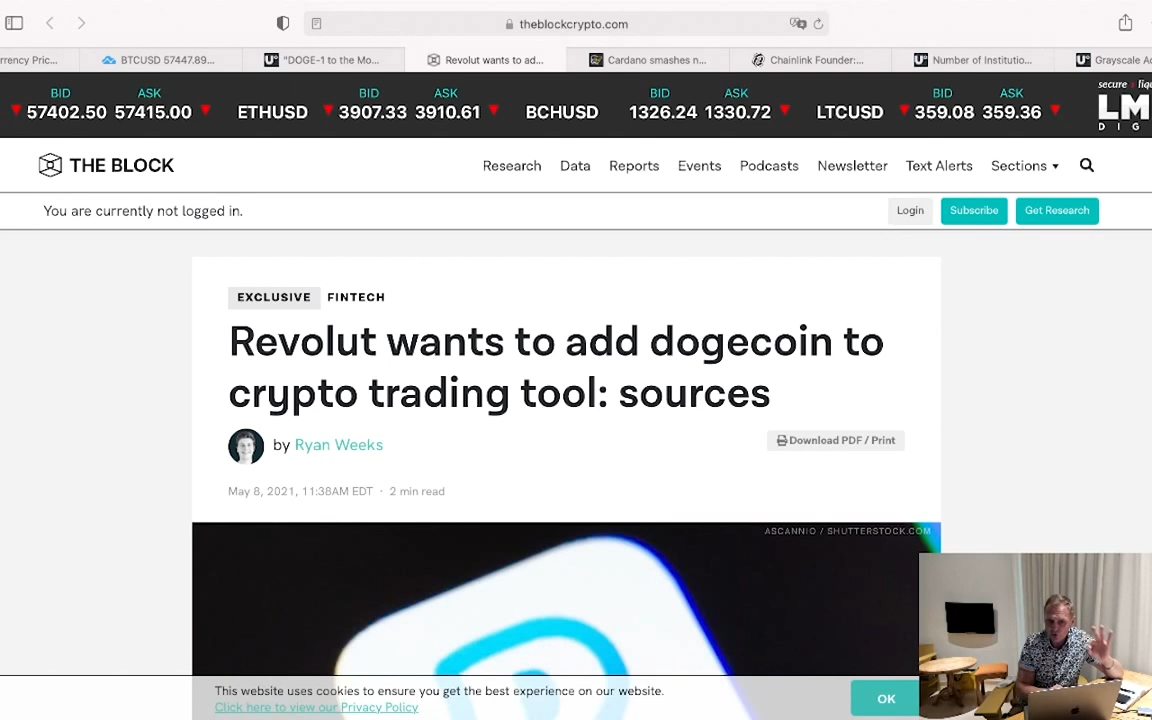 theblockcrypto.com
rrency Pric...
BTCUSD 57447.89...
"DOGE-1 to the Mo...
Revolut wants to ad...
Cardano smashes n...
Chainlink Founder:...
Number of Institutio...
Grayscale Ad
BID ASK
57402.50 57415.00
ETHUSD
BID ASK
3907.33 3910.61
BCHUSD
BID ASK
1326.24 1330.72
LTCUSD
BID ASK
359.08 359.36
secure
LM
DIG
THE BLOCK
Research Data Reports Events Podcasts Newsletter Text Alerts Sections
You are currently not logged in.
Login Subscribe Get Research
EXCLUSIVE FINTECH
Revolut wants to add dogecoin to
crypto trading tool: sources
by Ryan Weeks
Download PDF / Print
May 8, 2021, 11:38AM EDT · 2 min read
ASCANNIO / SHUTTERSTOCK.COM
This website uses cookies to ensure you get the best experience on our website.
Click here to view our Privacy Policy
OK